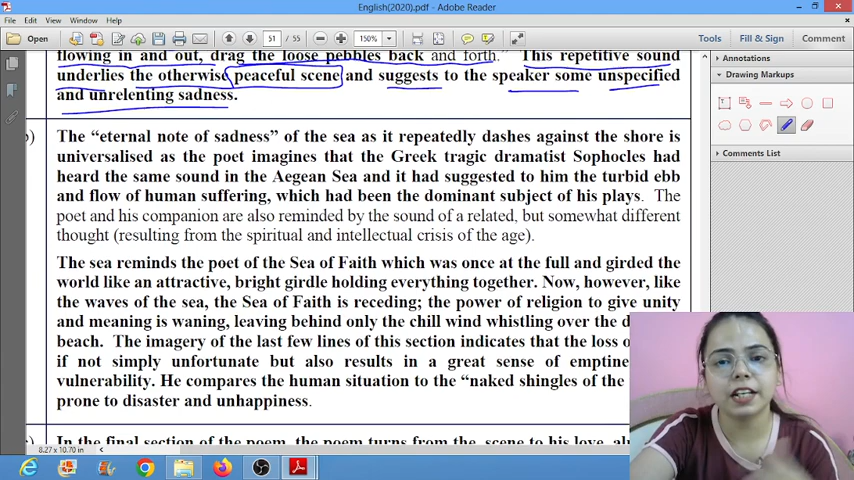 English(2020).pdf - Adobe Reader
File Edit View Window Help
Open 51 / 55 150% Tools Fill & Sign Comment
flowing in and out, drag the loose pebbles back and forth." This repetitive sound
underlies the otherwise peaceful scene and suggests to the speaker some unspecified
and unrelenting sadness.
The "eternal note of sadness" of the sea as it repeatedly dashes against the shore is
universalised as the poet imagines that the Greek tragic dramatist Sophocles had
heard the same sound in the Aegean Sea and it had suggested to him the turbid ebb
and flow of human suffering, which had been the dominant subject of his plays. The
poet and his companion are also reminded by the sound of a related, but somewhat different
thought (resulting from the spiritual and intellectual crisis of the age).
The sea reminds the poet of the Sea of Faith which was once at the full and girded the
world like an attractive, bright girdle holding everything together. Now, however, like
the waves of the sea, the Sea of Faith is receding; the power of religion to give unity
and meaning is waning, leaving behind only the chill wind whistling over the
beach. The imagery of the last few lines of this section indicates that the loss
if not simply unfortunate but also results in a great sense of
vulnerability. He compares the human situation to the "naked shingles of the
prone to disaster and unhappiness.
In the final section of the poem, the poem turns from the scene to his love,
8.27 x 10.70 in
Annotations
Drawing Markups
Comments List